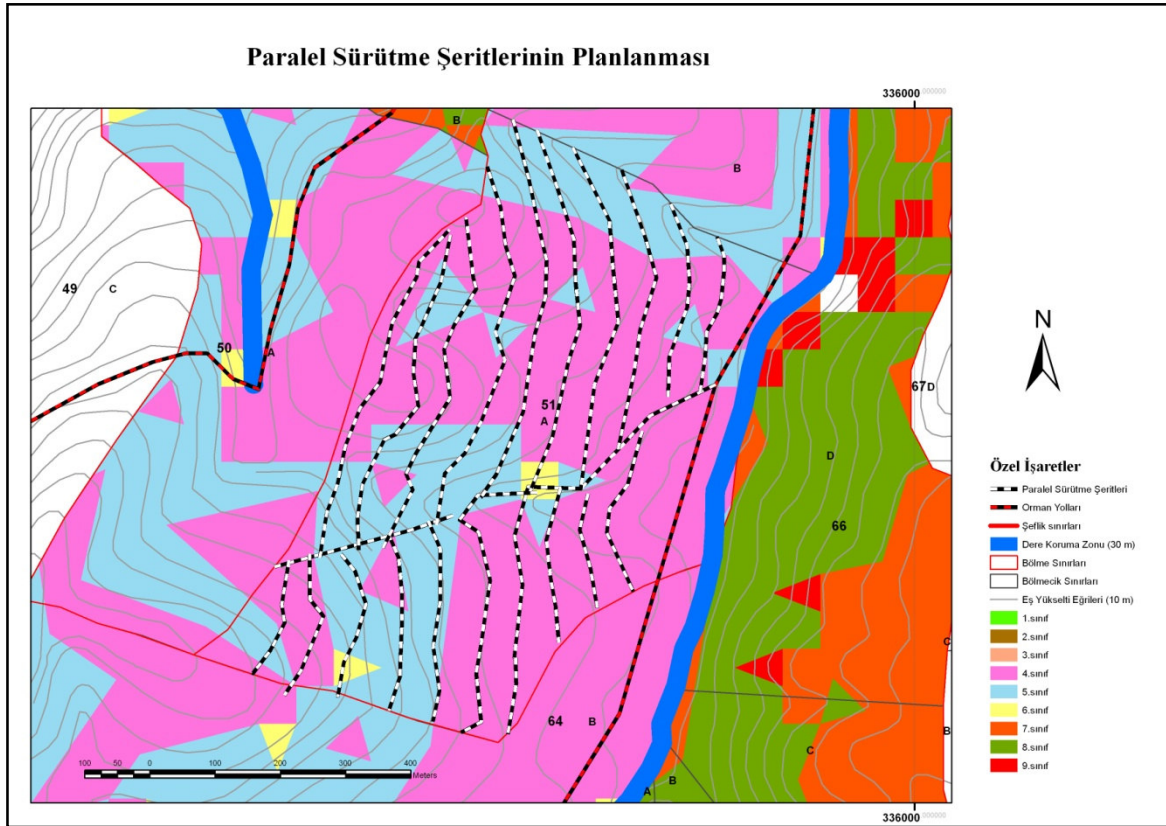 Paralel Sürütme Şeritlerinin Planlanması
336000
B
B
49
C
50
A
51
A
67 D
D
66
C
64
B
C
B
B
A
100 50 0 100 200 300 400
Meters
336000
N
Özel İşaretler
Paralel Sürütme Şeritleri
Orman Yolları
Şeflik sınırları
Dere Koruma Zonu (30 m)
Bölme Sınırları
Bölmecik Sınırları
Eş Yükselti Eğrileri (10 m)
1.sınıf
2.sınıf
3.sınıf
4.sınıf
5.sınıf
6.sınıf
7.sınıf
8.sınıf
9.sınıf